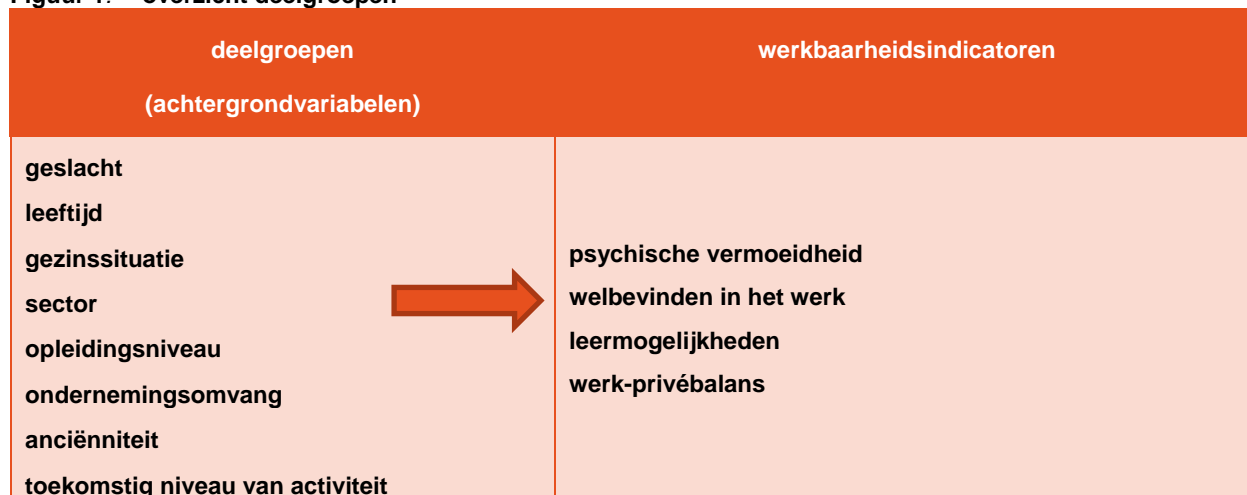 deelgroepen
(achtergrondvariabelen)
werkbaarheidsindicatoren
geslacht
leeftijd
gezinssituatie
sector
opleidingsniveau
ondernemingsomvang
anciënniteit
toekomstig niveau van activiteit
psychische vermoeidheid
welbevinden in het werk
leermogelijkheden
werk-privébalans